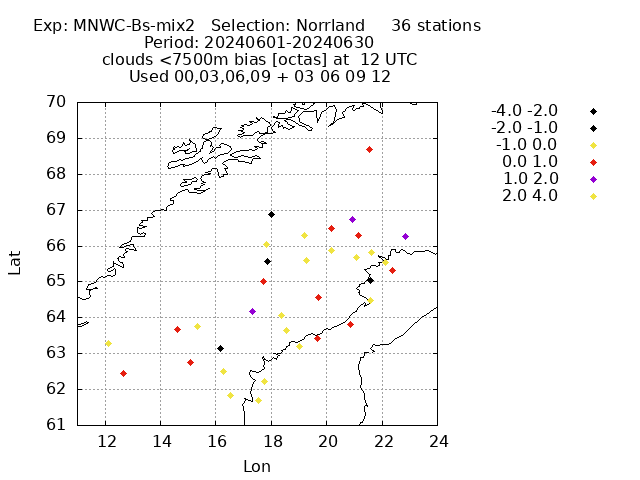 Exp: MNWC-Bs-mix2 Selection: Norrland 36 stations
Period: 20240601-20240630
clouds <7500m bias [octas] at 12 UTC
Used 00,03,06,09 + 03 06 09 12
70
69
68
67
66
65
64
63
62
61
12 14 16 18 20 22 24
Lat
Lon
-4.0 -2.0
-2.0 -1.0
-1.0 0.0
0.0 1.0
1.0 2.0
2.0 4.0